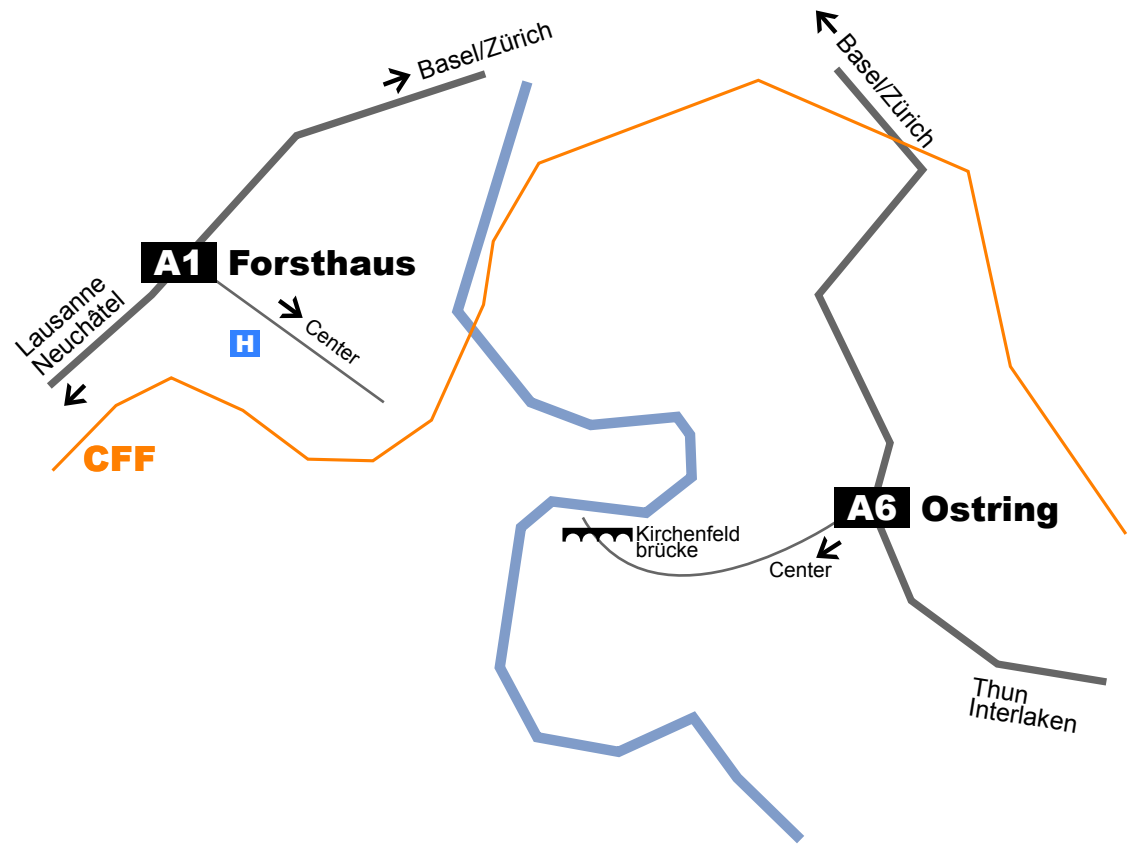 Basel/Zürich
Basel/Zürich
A1 Forsthaus
Lausanne
Neuchâtel
Center
H
CFF
A6 Ostring
Kirchenfeld
brücke
Center
Thun
Interlaken